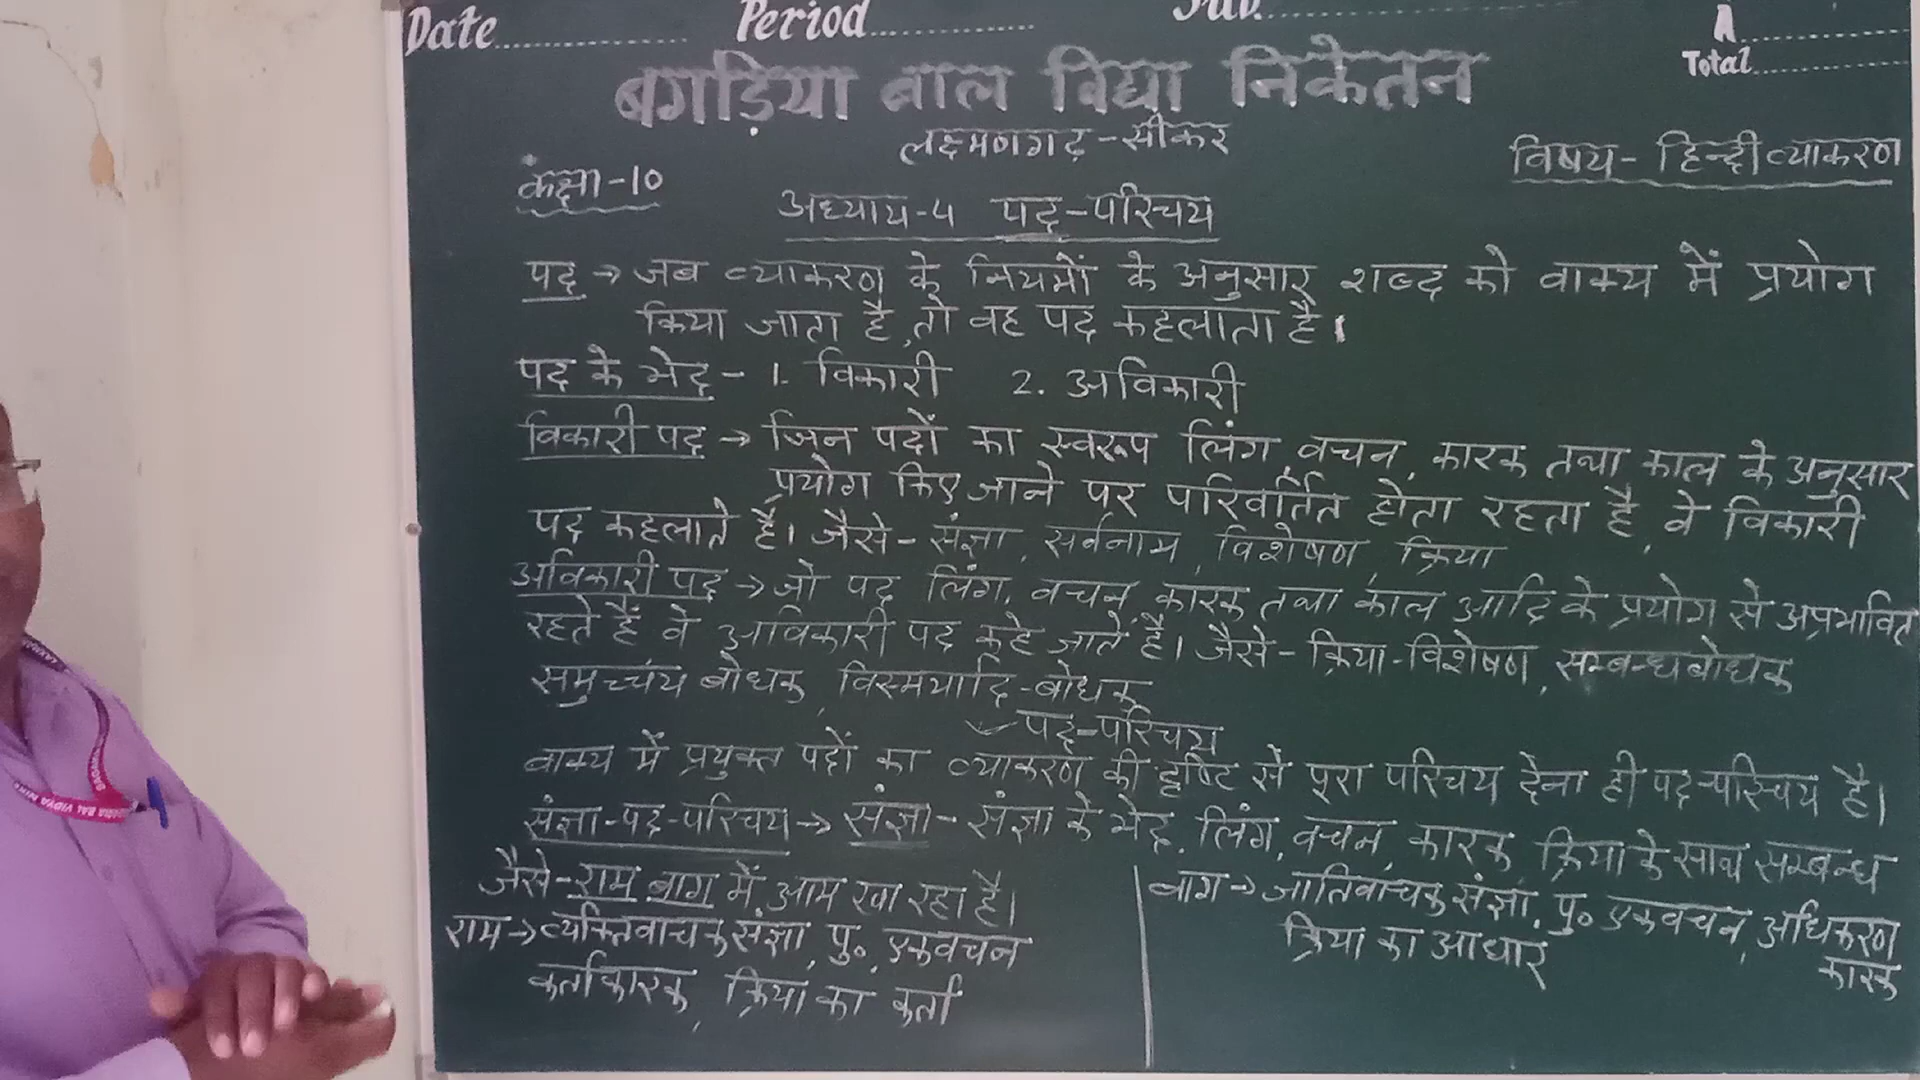 Date
Period
Sub.
A
Total
बगड़िया बाल विद्या निकेतन
लक्ष्मणगढ़-सीकर
कक्षा-10
विषय- हिन्दी व्याकरण
अध्याय-4 पद-परिचय
पद → जब व्याकरण के नियमों के अनुसार शब्द को वाक्य में प्रयोग
किया जाता है, तो वह पद कहलाता है।
पद के भेद - 1. विकारी 2. अविकारी
विकारी पद → जिन पदों का स्वरूप लिंग, वचन, कारक तथा काल के अनुसार
प्रयोग किए जाने पर परिवर्तित होता रहता है, वे विकारी
पद कहलाते हैं। जैसे- संज्ञा, सर्वनाम, विशेषण, क्रिया
अविकारी पद → जो पद लिंग, वचन, कारक तथा काल आदि के प्रयोग से अप्रभावित
रहते हैं वे अविकारी पद कहे जाते हैं। जैसे- क्रिया-विशेषण, सम्बन्धबोधक
समुच्चंय बोधक, विस्मयादि-बोधक
पद-परिचय
वाक्य में प्रयुक्त पदों का व्याकरण की दृष्टि से पूरा परिचय देना ही पद-परिचय है।
संज्ञा-पद-परिचय → संज्ञा - संज्ञा के भेद, लिंग, वचन, कारक, क्रिया के साथ सम्बन्ध
जैसे- राम बाग में आम खा रहा है।
राम → व्यक्तिवाचक संज्ञा, पु०, एकवचन
कर्ताकारक, क्रिया का कर्ता
बाग → जातिवाचक संज्ञा, पु० एकवचन, अधिकरण
कारक
क्रिया का आधार